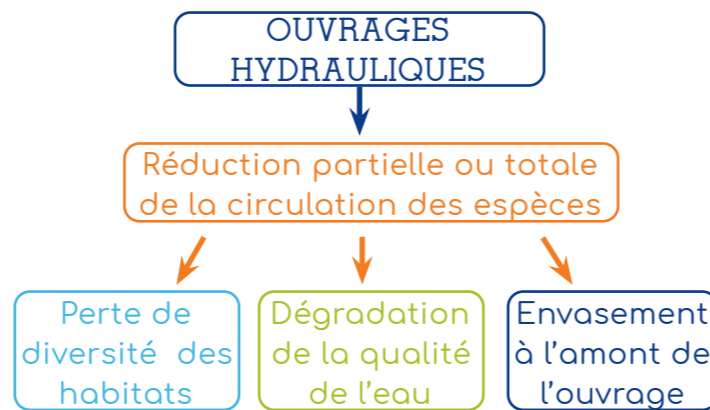 OUVRAGES
HYDRAULIQUES
Réduction partielle ou totale
de la circulation des espèces
Perte de
diversité des
habitats
Dégradation
de la qualité
de l'eau
Envasement
à l'amont de
l'ouvrage